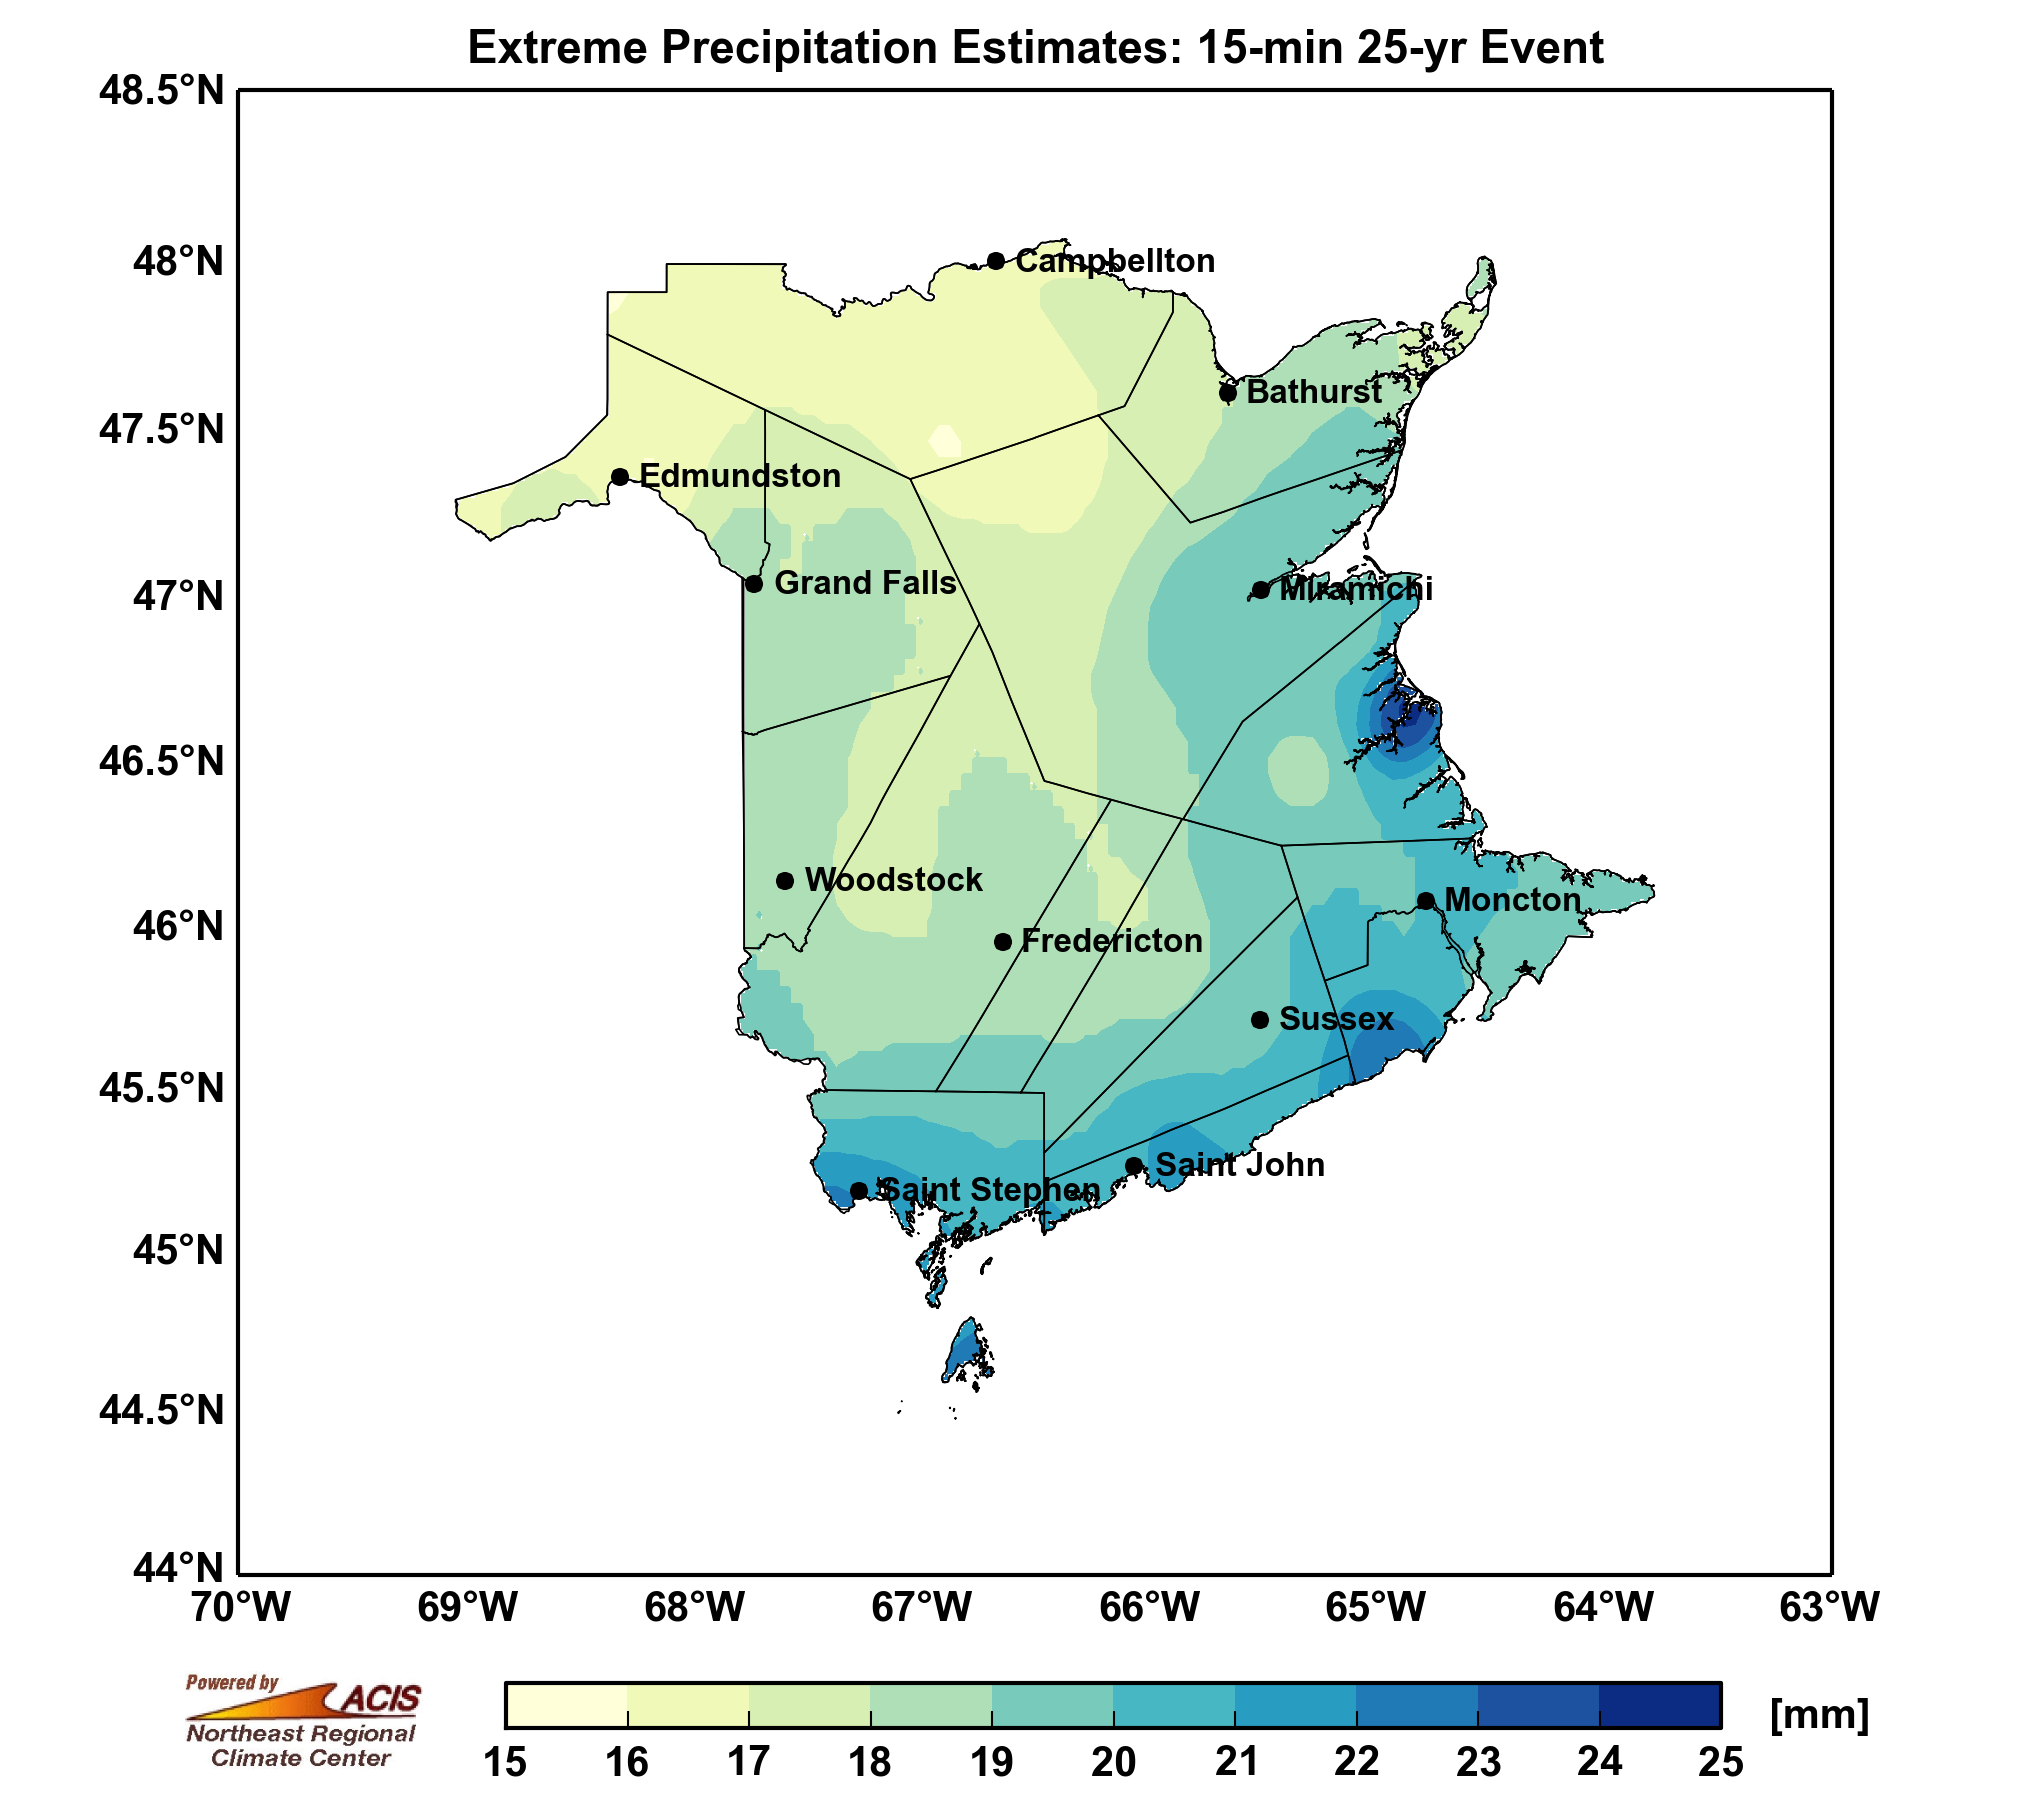 Extreme Precipitation Estimates: 15-min 25-yr Event
48.5°N
48°N
47.5°N
47°N
46.5°N
46°N
45.5°N
45°N
44.5°N
44°N
Campbellton
Bathurst
Edmundston
Grand Falls
Miramichi
Woodstock
Moncton
Fredericton
Sussex
Saint John
Saint Stephen
70°W 69°W 68°W 67°W 66°W 65°W 64°W 63°W
Powered by
ACIS
Northeast Regional
Climate Center
[mm]
15 16 17 18 19 20 21 22 23 24 25